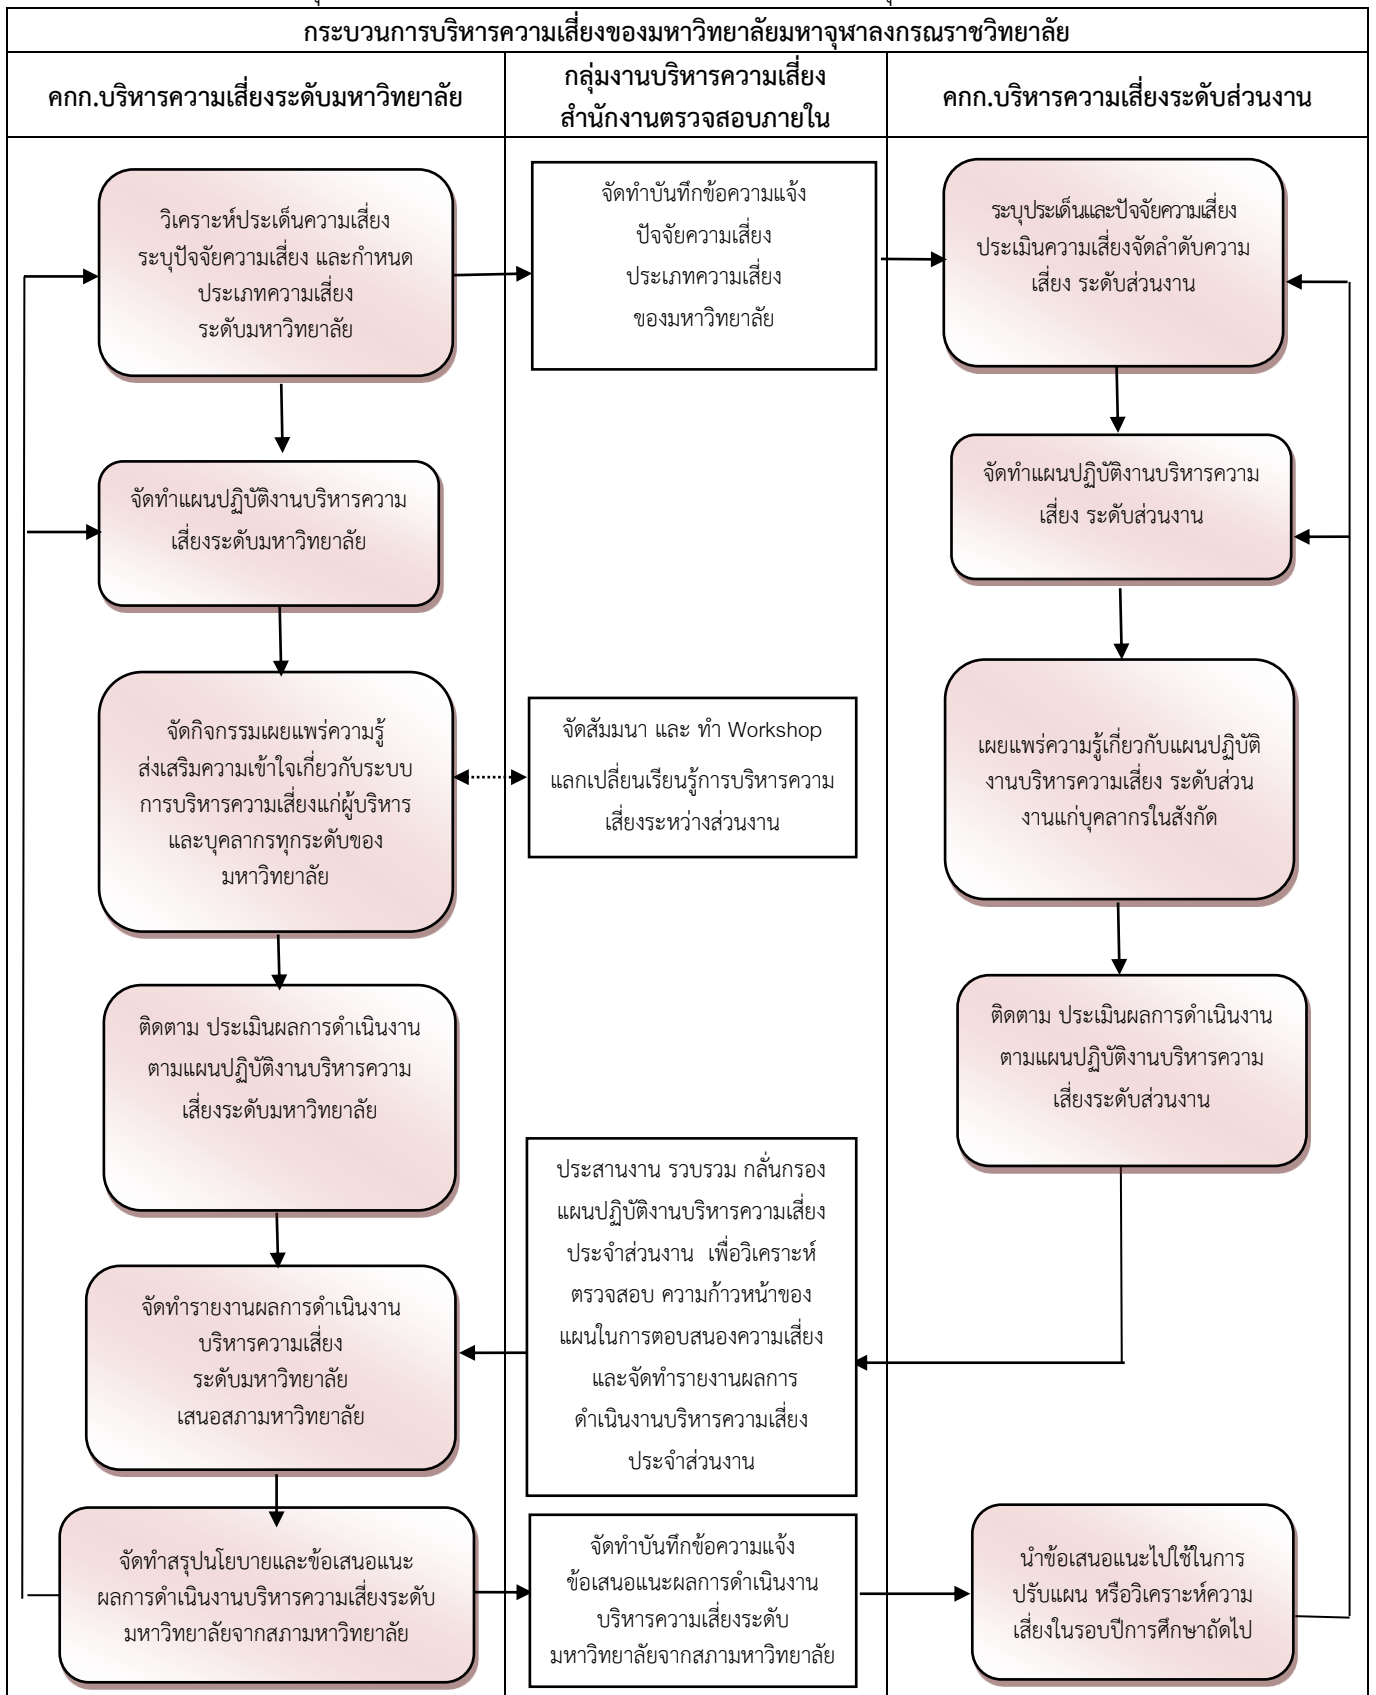 กระบวนการบริหารความเสี่ยงของมหาวิทยาลัยมหาจุฬาลงกรณราชวิทยาลัย
คกก.บริหารความเสี่ยงระดับมหาวิทยาลัย
กลุ่มงานบริหารความเสี่ยง
สำนักงานตรวจสอบภายใน
คกก.บริหารความเสี่ยงระดับส่วนงาน
วิเคราะห์ประเด็นความเสี่ยง
ระบุปัจจัยความเสี่ยง และกำหนด
ประเภทความเสี่ยง
ระดับมหาวิทยาลัย
จัดทำบันทึกข้อความแจ้ง
ปัจจัยความเสี่ยง
ประเภทความเสี่ยง
ของมหาวิทยาลัย
ระบุประเด็นและปัจจัยความเสี่ยง
ประเมินความเสี่ยงจัดลำดับความ
เสี่ยง ระดับส่วนงาน
จัดทำแผนปฏิบัติงานบริหารความ
เสี่ยงระดับมหาวิทยาลัย
จัดทำแผนปฏิบัติงานบริหารความ
เสี่ยง ระดับส่วนงาน
จัดกิจกรรมเผยแพร่ความรู้
ส่งเสริมความเข้าใจเกี่ยวกับระบบ
การบริหารความเสี่ยงแก่ผู้บริหาร
และบุคลากรทุกระดับของ
มหาวิทยาลัย
จัดสัมมนา และ ทำ Workshop
แลกเปลี่ยนเรียนรู้การบริหารความ
เสี่ยงระหว่างส่วนงาน
เผยแพร่ความรู้เกี่ยวกับแผนปฏิบัติ
งานบริหารความเสี่ยง ระดับส่วน
งานแก่บุคลากรในสังกัด
ติดตาม ประเมินผลการดำเนินงาน
ตามแผนปฏิบัติงานบริหารความ
เสี่ยงระดับมหาวิทยาลัย
ติดตาม ประเมินผลการดำเนินงาน
ตามแผนปฏิบัติงานบริหารความ
เสี่ยงระดับส่วนงาน
ประสานงาน รวบรวม กลั่นกรอง
แผนปฏิบัติงานบริหารความเสี่ยง
ประจำส่วนงาน เพื่อวิเคราะห์
ตรวจสอบ ความก้าวหน้าของ
แผนในการตอบสนองความเสี่ยง
และจัดทำรายงานผลการ
ดำเนินงานบริหารความเสี่ยง
ประจำส่วนงาน
จัดทำรายงานผลการดำเนินงาน
บริหารความเสี่ยง
ระดับมหาวิทยาลัย
เสนอสภามหาวิทยาลัย
จัดทำสรุปนโยบายและข้อเสนอแนะ
ผลการดำเนินงานบริหารความเสี่ยงระดับ
มหาวิทยาลัยจากสภามหาวิทยาลัย
จัดทำบันทึกข้อความแจ้ง
ข้อเสนอแนะผลการดำเนินงาน
บริหารความเสี่ยงระดับ
มหาวิทยาลัยจากสภามหาวิทยาลัย
นำข้อเสนอแนะไปใช้ในการ
ปรับแผน หรือวิเคราะห์ความ
เสี่ยงในรอบปีการศึกษาถัดไป